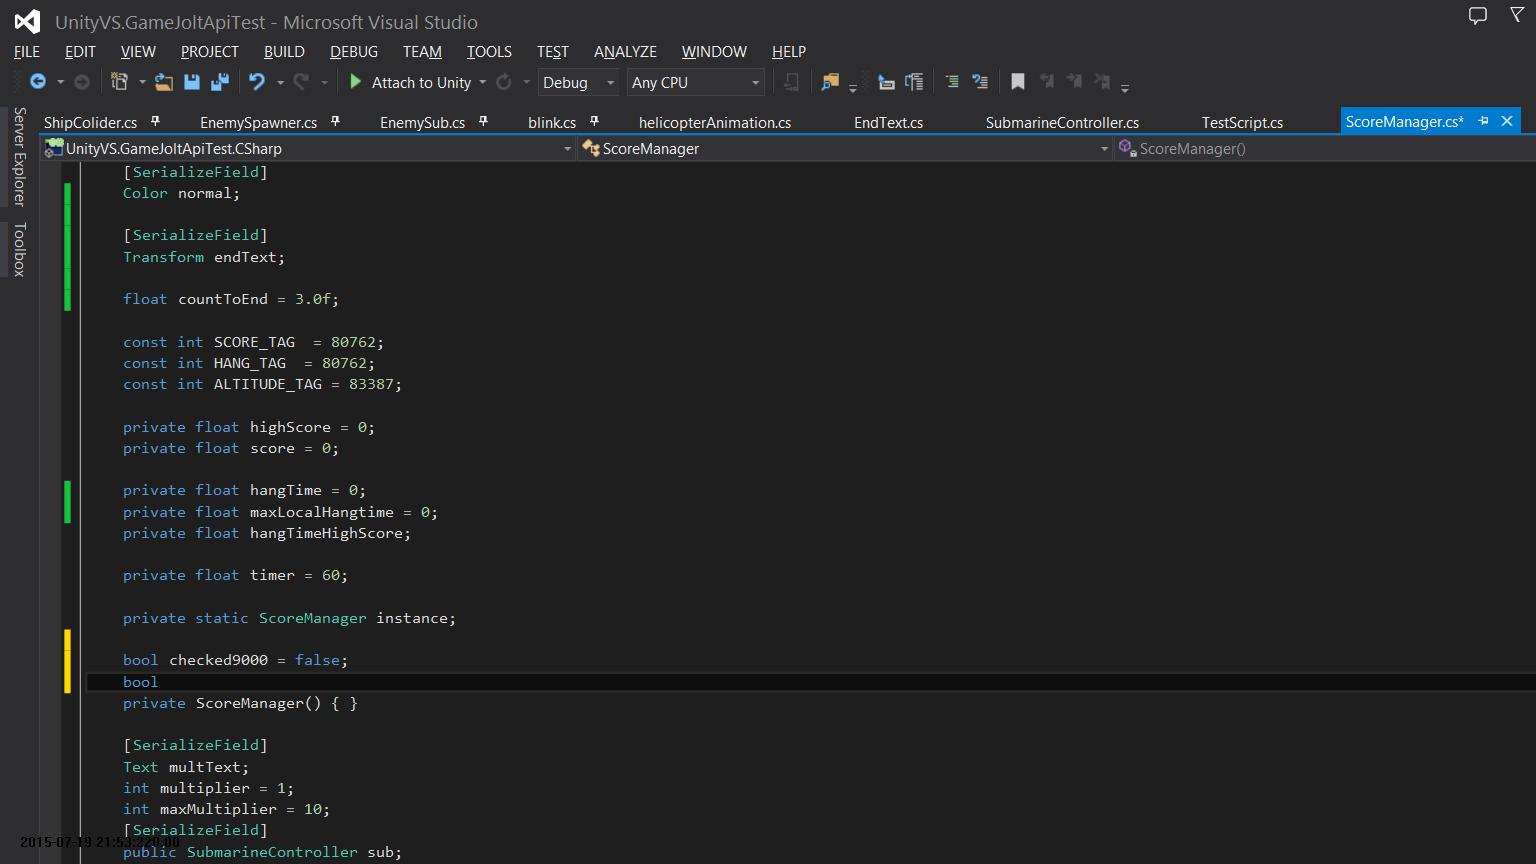 UnityVS.GameJoltApiTest - Microsoft Visual Studio
FILE EDIT VIEW PROJECT BUILD DEBUG TEAM TOOLS TEST ANALYZE WINDOW HELP
Attach to Unity Debug Any CPU
Server Explorer
Toolbox
ShipColider.cs EnemySpawner.cs EnemySub.cs blink.cs helicopterAnimation.cs EndText.cs SubmarineController.cs TestScript.cs ScoreManager.cs*
UnityVS.GameJoltApiTest.CSharp ScoreManager ScoreManager()
[SerializeField]
Color normal;
[SerializeField]
Transform endText;
float countToEnd = 3.0f;
const int SCORE_TAG  = 80762;
const int HANG_TAG  = 80762;
const int ALTITUDE_TAG = 83387;
private float highScore = 0;
private float score = 0;
private float hangTime = 0;
private float maxLocalHangtime = 0;
private float hangTimeHighScore;
private float timer = 60;
private static ScoreManager instance;
bool checked9000 = false;
bool
private ScoreManager() { }
[SerializeField]
Text multText;
int multiplier = 1;
int maxMultiplier = 10;
[SerializeField]
2015-07-19 21:53:220.00
public SubmarineController sub;